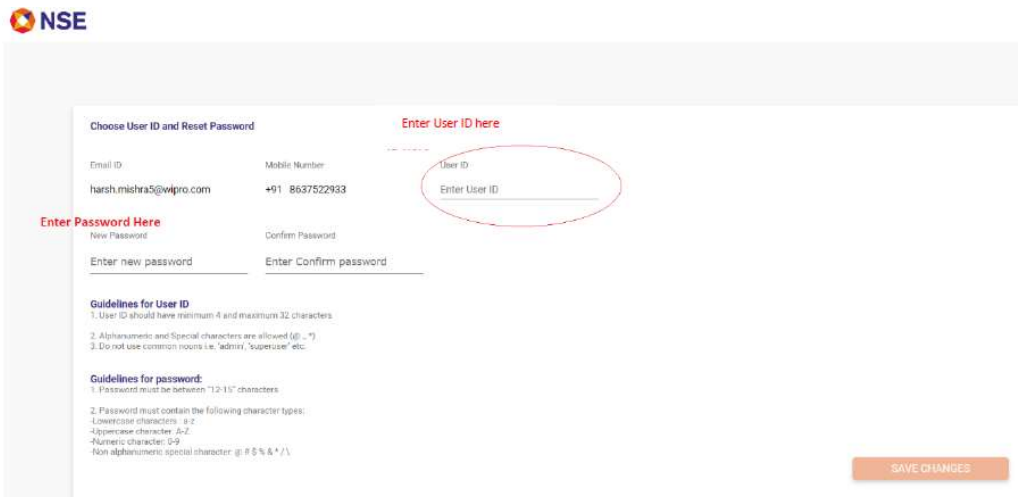 NSE
Choose User ID and Reset Password
Enter User ID here
Email ID
Mobile Number
User ID
harsh.mishra5@wipro.com
+91 8637522933
Enter User ID
Enter Password Here
New Password
Confirm Password
Enter new password
Enter Confirm password
Guidelines for User ID
1. User ID should have minimum 4 and maximum 32 characters
2. Alphanumeric and Special characters are allowed (@ _ *)
3. Do not use common nouns i.e. 'admin', 'superuser' etc.
Guidelines for password:
1. Password must be between "12-15" characters
2. Password must contain the following character types:
-Lowercase characters : a-z
-Uppercase character: A-Z
-Numeric character: 0-9
-Non alphanumeric special character: @ # $ % & * / \
SAVE CHANGES